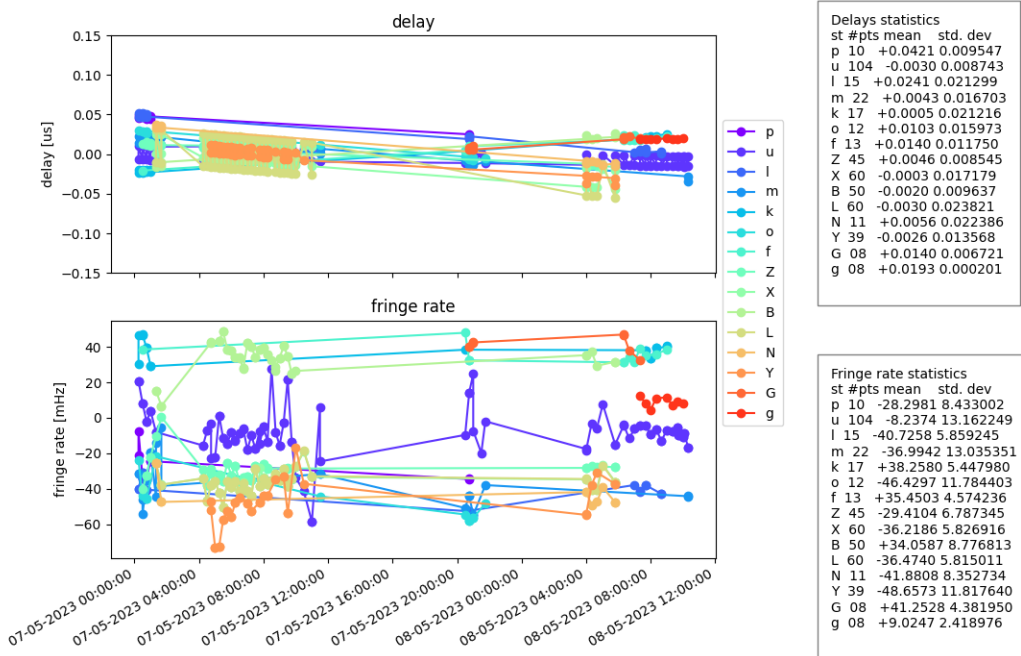 delay
0.15
0.10
0.05
0.00
−0.05
−0.10
−0.15
delay [us]
fringe rate
40
20
0
−20
−40
−60
fringe rate [mHz]
07-05-2023 00:00:00
07-05-2023 04:00:00
07-05-2023 08:00:00
07-05-2023 12:00:00
07-05-2023 16:00:00
07-05-2023 20:00:00
08-05-2023 00:00:00
08-05-2023 04:00:00
08-05-2023 08:00:00
08-05-2023 12:00:00
p
u
l
m
k
o
f
Z
X
B
L
N
Y
G
g
Delays statistics
st #pts mean std. dev
p 10 +0.0421 0.009547
u 104 -0.0030 0.008743
l 15 +0.0241 0.021299
m 22 +0.0043 0.016703
k 17 +0.0005 0.021216
o 12 +0.0103 0.015973
f 13 +0.0140 0.011750
Z 45 +0.0046 0.008545
X 60 -0.0003 0.017179
B 50 -0.0020 0.009637
L 60 -0.0030 0.023821
N 11 +0.0056 0.022386
Y 39 -0.0026 0.013568
G 08 +0.0140 0.006721
g 08 +0.0193 0.000201
Fringe rate statistics
st #pts mean std. dev
p 10 -28.2981 8.433002
u 104 -8.2374 13.162249
l 15 -40.7258 5.859245
m 22 -36.9942 13.035351
k 17 +38.2580 5.447980
o 12 -46.4297 11.784403
f 13 +35.4503 4.574236
Z 45 -29.4104 6.787345
X 60 -36.2186 5.826916
B 50 +34.0587 8.776813
L 60 -36.4740 5.815011
N 11 -41.8808 8.352734
Y 39 -48.6573 11.817640
G 08 +41.2528 4.381950
g 08 +9.0247 2.418976